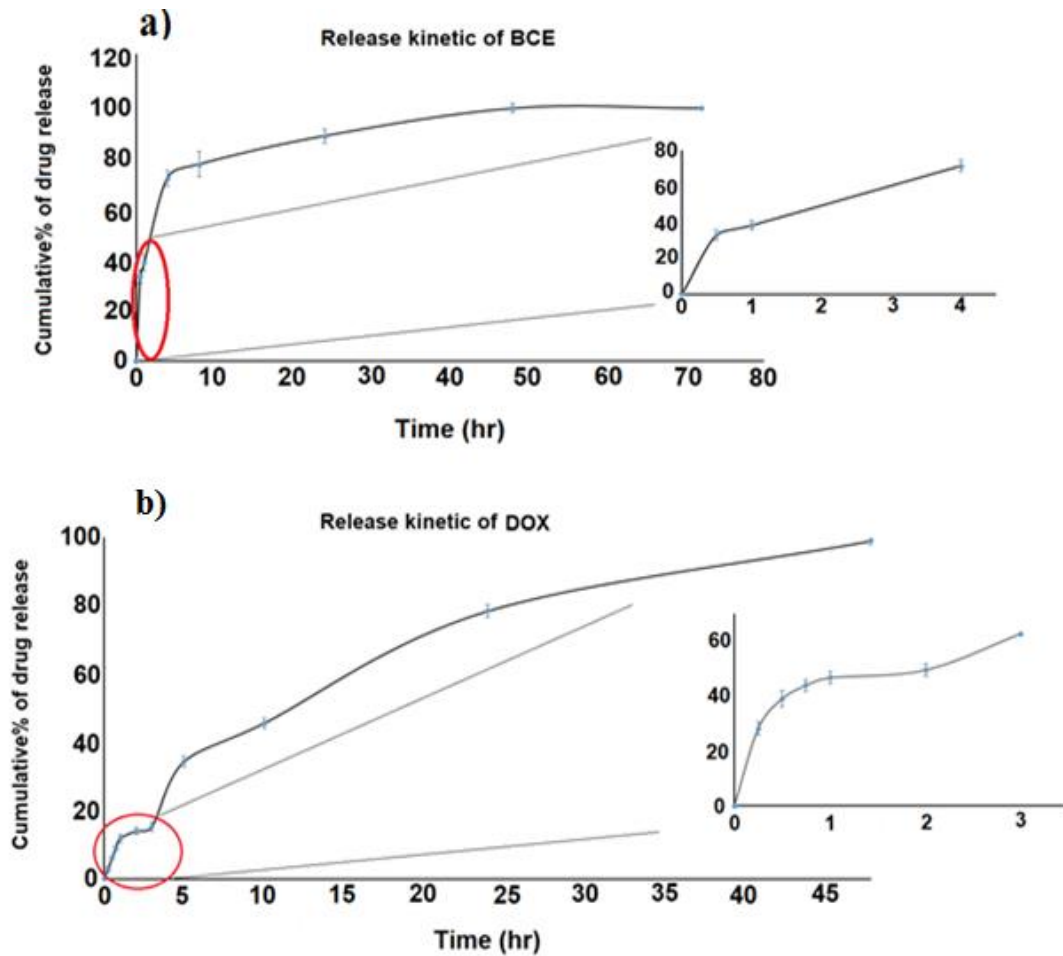 a)
Release kinetic of BCE
Cumulative% of drug release
120
100
80
60
40
20
0
0 10 20 30 40 50 60 70 80
Time (hr)
80
60
40
20
0
0 1 2 3 4
b)
Release kinetic of DOX
Cumulative% of drug release
100
80
60
40
20
0
0 5 10 15 20 25 30 35 40 45
Time (hr)
60
40
20
0
0 1 2 3